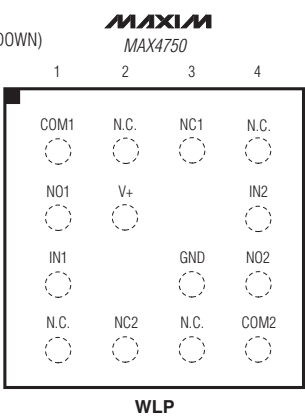 MAXIM
DOWN)
MAX4750
1 2 3 4
COM1 N.C. NC1 N.C.
NO1 V+ IN2
IN1 GND NO2
N.C. NC2 N.C. COM2
WLP